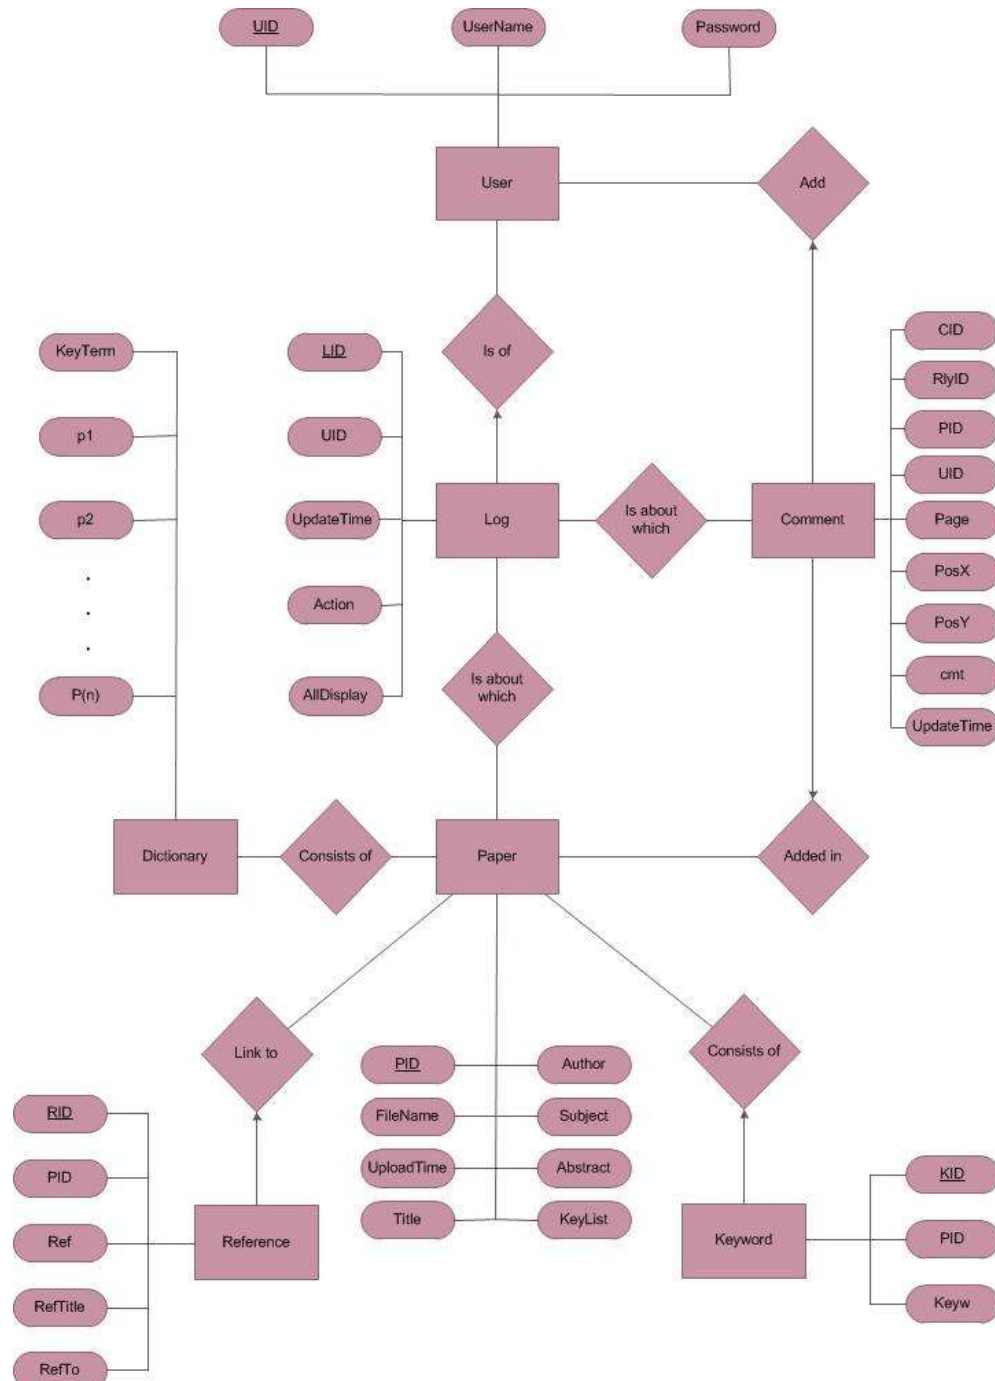 UID
UserName
Password
User
Add
KeyTerm
p1
p2
.
.
.
P(n)
LID
UID
UpdateTime
Action
AllDisplay
Is of
Log
Is about
which
Comment
CID
RlyID
PID
UID
Page
PosX
PosY
cmt
UpdateTime
Is about
which
Dictionary
Consists of
Paper
Added in
Link to
Consists of
PID
Author
FileName
Subject
UploadTime
Abstract
Title
KeyList
RID
PID
Ref
RefTitle
RefTo
Reference
Keyword
KID
PID
Keyw